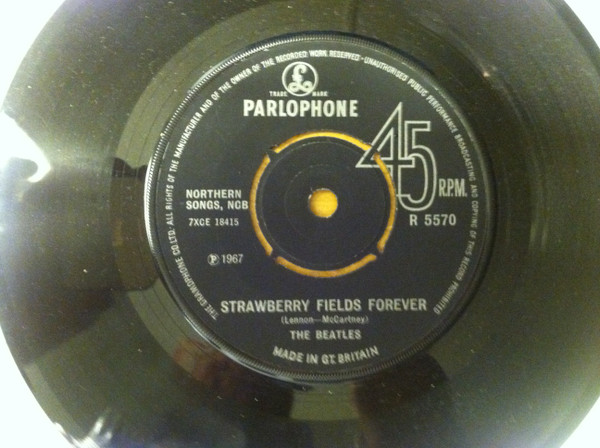 THE GRAMOPHONE CO. LTD. ALL RIGHTS OF THE MANUFACTURER AND OF THE OWNER OF THE RECORDED WORK RESERVED · UNAUTHORISED PUBLIC PERFORMANCE BROADCASTING AND COPYING OF THIS RECORD PROHIBITED
£
TRADE MARK
PARLOPHONE
45
R.P.M.
NORTHERN
SONGS, NCB
7XCE 18415
R 5570
Ⓟ 1967
STRAWBERRY FIELDS FOREVER
(Lennon—McCartney)
THE BEATLES
MADE IN GT. BRITAIN